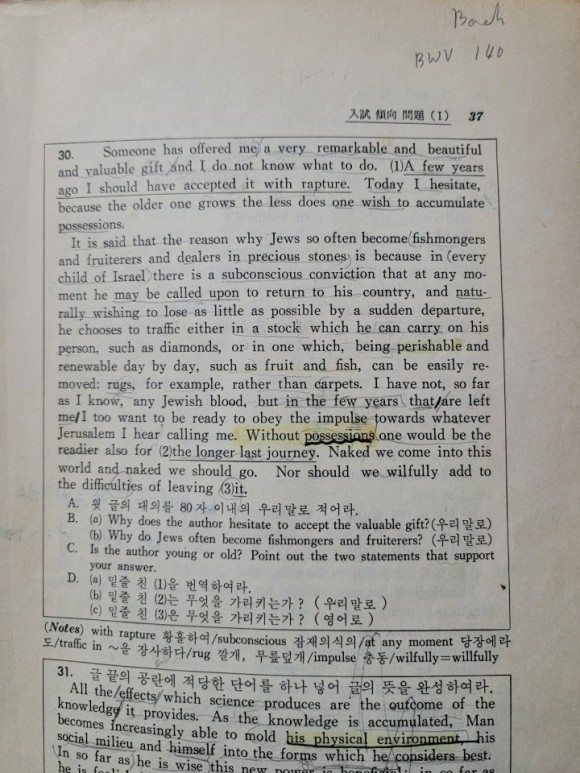 Bach
BWV 140
入試 傾向 問題 (I) 37
30. Someone has offered me a very remarkable and beautiful
and valuable gift and I do not know what to do. (1)A few years
ago I should have accepted it with rapture. Today I hesitate,
because the older one grows the less does one wish to accumulate
possessions.
It is said that the reason why Jews so often become fishmongers
and fruiterers and dealers in precious stones is because in every
child of Israel there is a subconscious conviction that at any mo-
ment he may be called upon to return to his country, and natu-
rally wishing to lose as little as possible by a sudden departure,
he chooses to traffic either in a stock which he can carry on his
person, such as diamonds, or in one which, being perishable and
renewable day by day, such as fruit and fish, can be easily re-
moved: rugs, for example, rather than carpets. I have not, so far
as I know, any Jewish blood, but in the few years that are left
me I too want to be ready to obey the impulse towards whatever
Jerusalem I hear calling me. Without possessions one would be the
readier also for (2)the longer last journey. Naked we come into this
world and naked we should go. Nor should we wilfully add to
the difficulties of leaving (3)it.
A. 윗 글의 대의를 80자 이내의 우리말로 적어라.
B. (a) Why does the author hesitate to accept the valuable gift? (우리말로)
(b) Why do Jews often become fishmongers and fruiterers? (우리말로)
C. Is the author young or old? Point out the two statements that support
your answer.
D. (a) 밑줄 친 (1)을 번역하여라.
(b) 밑줄 친 (2)는 무엇을 가리키는가? (우리말로)
(c) 밑줄 친 (3)은 무엇을 가리키는가? (영어로)
(Notes) with rapture 황홀하여/subconscious 잠재의식의/at any moment 당장에라
도/traffic in ～을 장사하다/rug 깔개, 무릎덮개/impulse 충동/wilfully=willfully
31. 글 끝의 공란에 적당한 단어를 하나 넣어 글의 뜻을 완성하여라.
All the effects which science produces are the outcome of the
knowledge it provides. As the knowledge is accumulated, Man
becomes increasingly able to mold his physical environment, his
social milieu and himself into the forms which he considers best.
In so far as he is wise this new power is beneficial; in so far as
he is